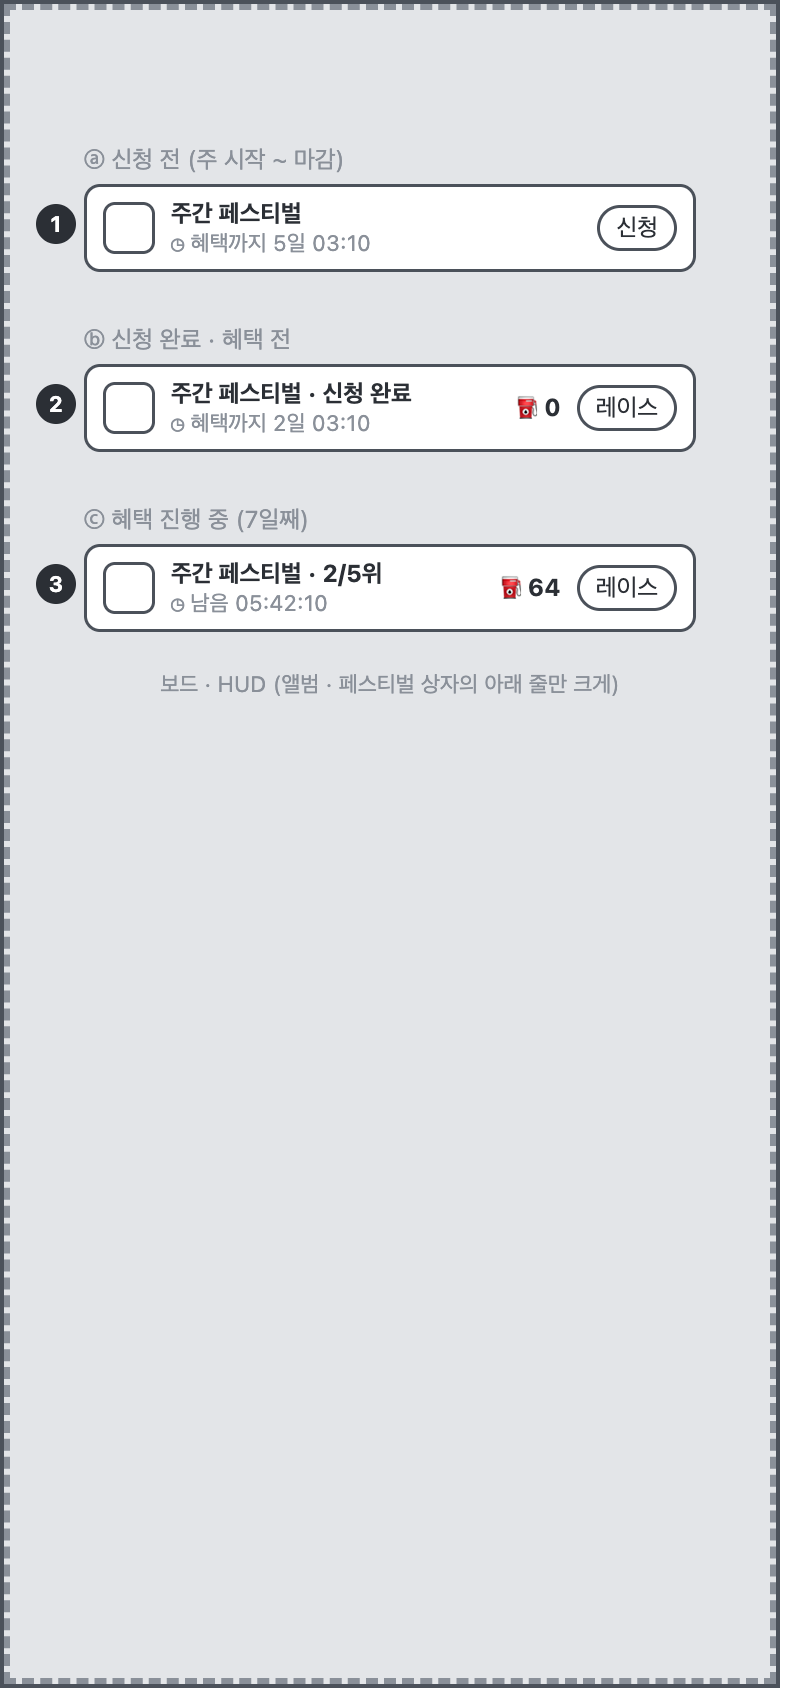 ⓐ 신청 전 (주 시작 ~ 마감)
1
주간 페스티벌
◷ 혜택까지 5일 03:10
신청
ⓑ 신청 완료 · 혜택 전
2
주간 페스티벌 · 신청 완료
◷ 혜택까지 2일 03:10
⛽ 0
레이스
ⓒ 혜택 진행 중 (7일째)
3
주간 페스티벌 · 2/5위
◷ 남음 05:42:10
⛽ 64
레이스
보드 · HUD (앨범 · 페스티벌 상자의 아래 줄만 크게)